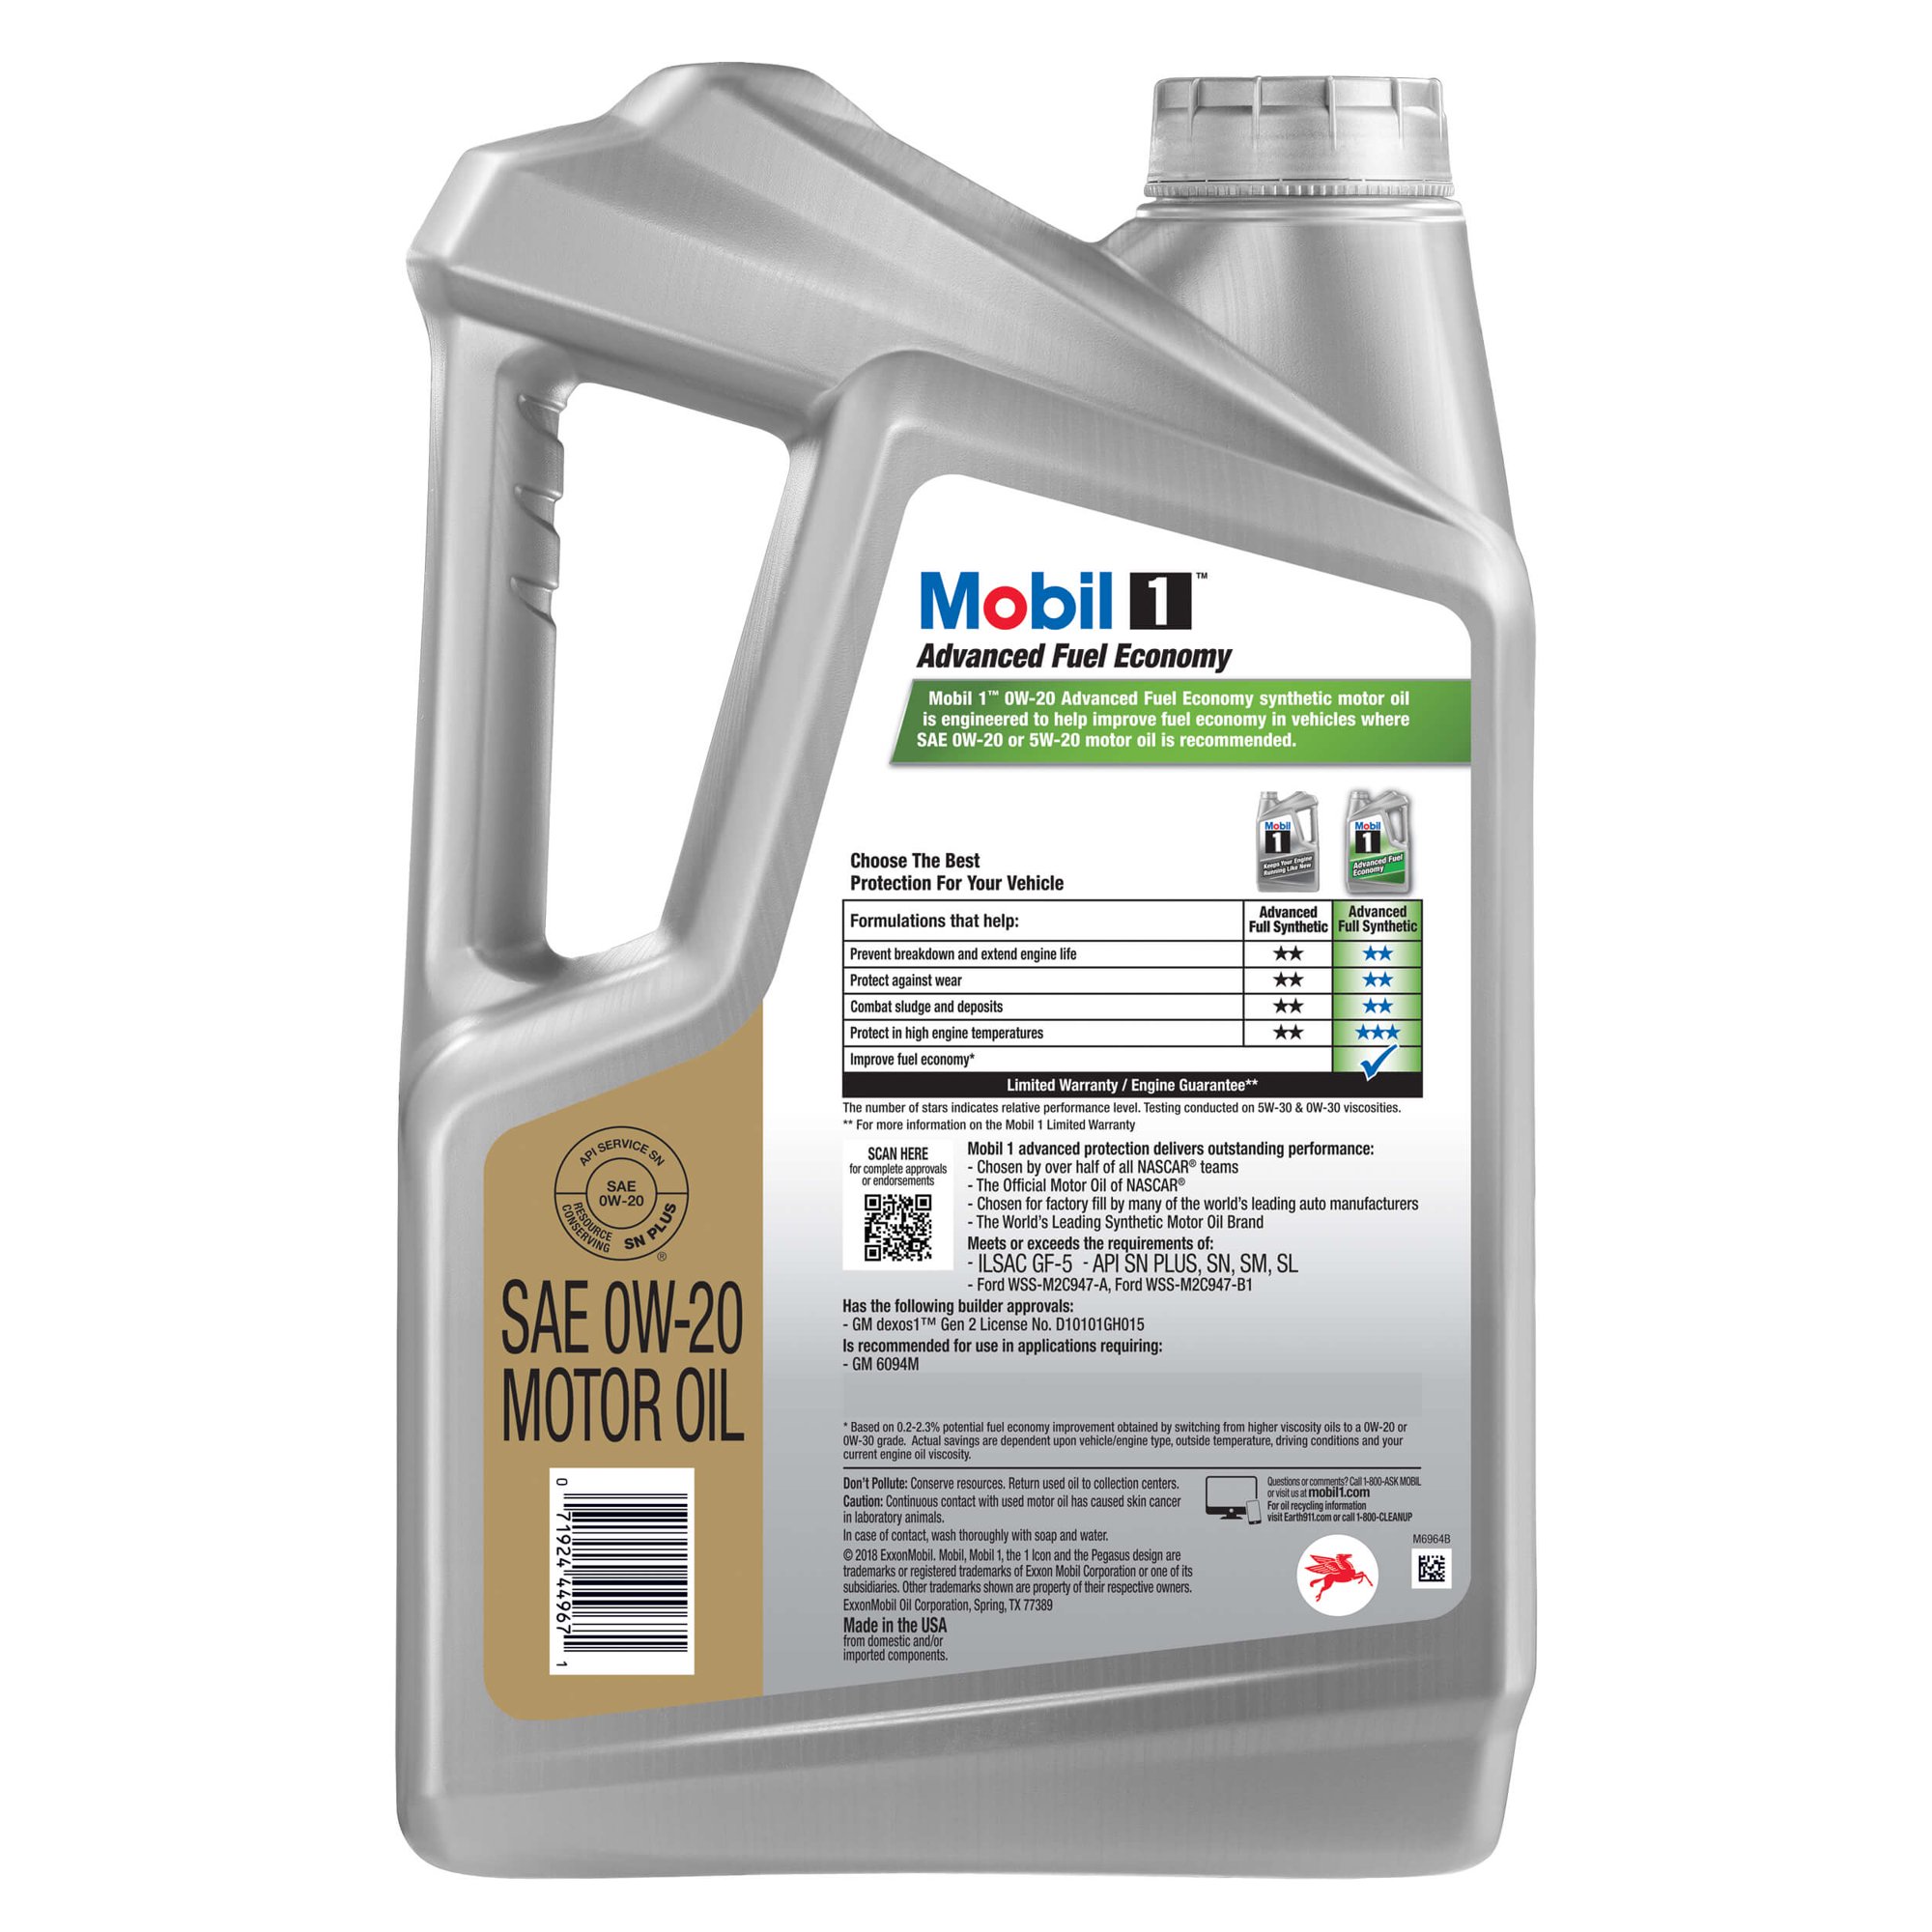 Mobil 1™
Advanced Fuel Economy
Mobil 1™ 0W-20 Advanced Fuel Economy synthetic motor oil
is engineered to help improve fuel economy in vehicles where
SAE 0W-20 or 5W-20 motor oil is recommended.
Mobil
1
Keeps Your Engine
Running Like New
Mobil
1
Advanced Fuel
Economy
Choose The Best
Protection For Your Vehicle
Formulations that help:
Advanced
Full Synthetic
Advanced
Full Synthetic
Prevent breakdown and extend engine life ★★ ★★
Protect against wear ★★ ★★
Combat sludge and deposits ★★ ★★
Protect in high engine temperatures ★★ ★★★
Improve fuel economy* ✓
Limited Warranty / Engine Guarantee**
The number of stars indicates relative performance level. Testing conducted on 5W-30 & 0W-30 viscosities.
** For more information on the Mobil 1 Limited Warranty
SCAN HERE
for complete approvals
or endorsements
Mobil 1 advanced protection delivers outstanding performance:
- Chosen by over half of all NASCAR® teams
- The Official Motor Oil of NASCAR®
- Chosen for factory fill by many of the world's leading auto manufacturers
- The World's Leading Synthetic Motor Oil Brand
Meets or exceeds the requirements of:
- ILSAC GF-5 - API SN PLUS, SN, SM, SL
- Ford WSS-M2C947-A, Ford WSS-M2C947-B1
Has the following builder approvals:
- GM dexos1™ Gen 2 License No. D10101GH015
Is recommended for use in applications requiring:
- GM 6094M
* Based on 0.2-2.3% potential fuel economy improvement obtained by switching from higher viscosity oils to a 0W-20 or
0W-30 grade. Actual savings are dependent upon vehicle/engine type, outside temperature, driving conditions and your
current engine oil viscosity.
Don't Pollute: Conserve resources. Return used oil to collection centers.
Caution: Continuous contact with used motor oil has caused skin cancer
in laboratory animals.
In case of contact, wash thoroughly with soap and water.
© 2018 ExxonMobil. Mobil, Mobil 1, the 1 Icon and the Pegasus design are
trademarks or registered trademarks of Exxon Mobil Corporation or one of its
subsidiaries. Other trademarks shown are property of their respective owners.
ExxonMobil Oil Corporation, Spring, TX 77389
Made in the USA
from domestic and/or
imported components.
Questions or comments? Call 1-800-ASK MOBIL
or visit us at mobil1.com
For oil recycling information
visit Earth911.com or call 1-800-CLEANUP
M6964B
API SERVICE SN
SAE
0W-20
RESOURCE
CONSERVING
SN PLUS
®
SAE 0W-20
MOTOR OIL
0 71924 44967 1